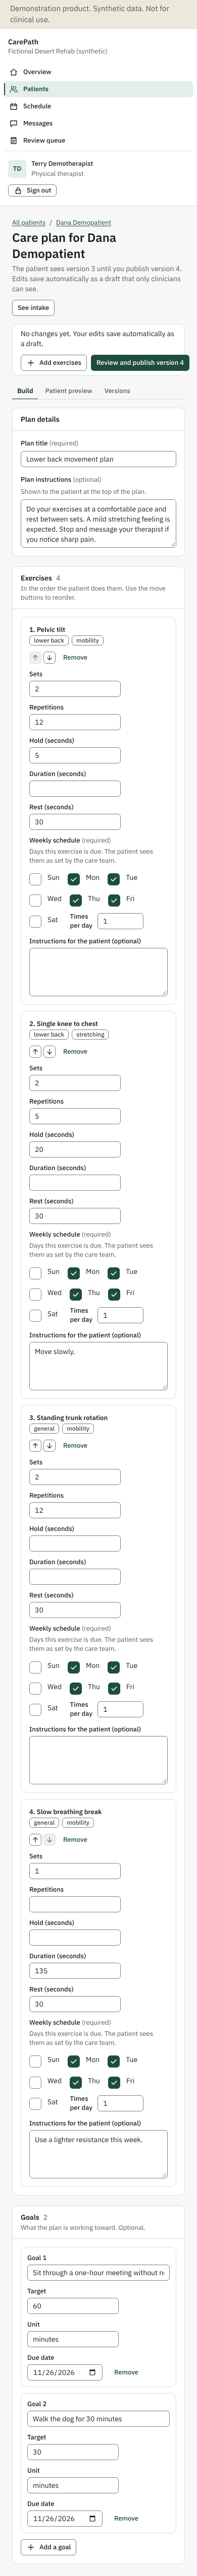 Demonstration product. Synthetic data. Not for
clinical use.
CarePath
Fictional Desert Rehab (synthetic)
Overview
Patients
Schedule
Messages
Review queue
TD
Terry Demotherapist
Physical therapist
Sign out
All patients / Dana Demopatient
Care plan for Dana
Demopatient
The patient sees version 3 until you publish version 4.
Edits save automatically as a draft that only clinicians
can see.
See intake
No changes yet. Your edits save automatically as
a draft.
Add exercises
Review and publish version 4
Build Patient preview Versions
Plan details
Plan title (required)
Lower back movement plan
Plan instructions (optional)
Shown to the patient at the top of the plan.
Do your exercises at a comfortable pace and
rest between sets. A mild stretching feeling is
expected. Stop and message your therapist if
you notice sharp pain.
Exercises 4
In the order the patient does them. Use the move
buttons to reorder.
1. Pelvic tilt
lower back mobility
Remove
Sets
2
Repetitions
12
Hold (seconds)
5
Duration (seconds)
Rest (seconds)
30
Weekly schedule (required)
Days this exercise is due. The patient sees
them as set by the care team.
Sun Mon Tue
Wed Thu Fri
Sat Times
per day 1
Instructions for the patient (optional)
2. Single knee to chest
lower back stretching
Remove
Sets
2
Repetitions
5
Hold (seconds)
20
Duration (seconds)
Rest (seconds)
30
Weekly schedule (required)
Days this exercise is due. The patient sees
them as set by the care team.
Sun Mon Tue
Wed Thu Fri
Sat Times
per day 1
Instructions for the patient (optional)
Move slowly.
3. Standing trunk rotation
general mobility
Remove
Sets
2
Repetitions
12
Hold (seconds)
Duration (seconds)
Rest (seconds)
30
Weekly schedule (required)
Days this exercise is due. The patient sees
them as set by the care team.
Sun Mon Tue
Wed Thu Fri
Sat Times
per day 1
Instructions for the patient (optional)
4. Slow breathing break
general mobility
Remove
Sets
1
Repetitions
Hold (seconds)
Duration (seconds)
135
Rest (seconds)
30
Weekly schedule (required)
Days this exercise is due. The patient sees
them as set by the care team.
Sun Mon Tue
Wed Thu Fri
Sat Times
per day 1
Instructions for the patient (optional)
Use a lighter resistance this week.
Goals 2
What the plan is working toward. Optional.
Goal 1
Sit through a one-hour meeting without
Target
60
Unit
minutes
Due date
11/26/2026 Remove
Goal 2
Walk the dog for 30 minutes
Target
30
Unit
minutes
Due date
11/26/2026 Remove
Add a goal